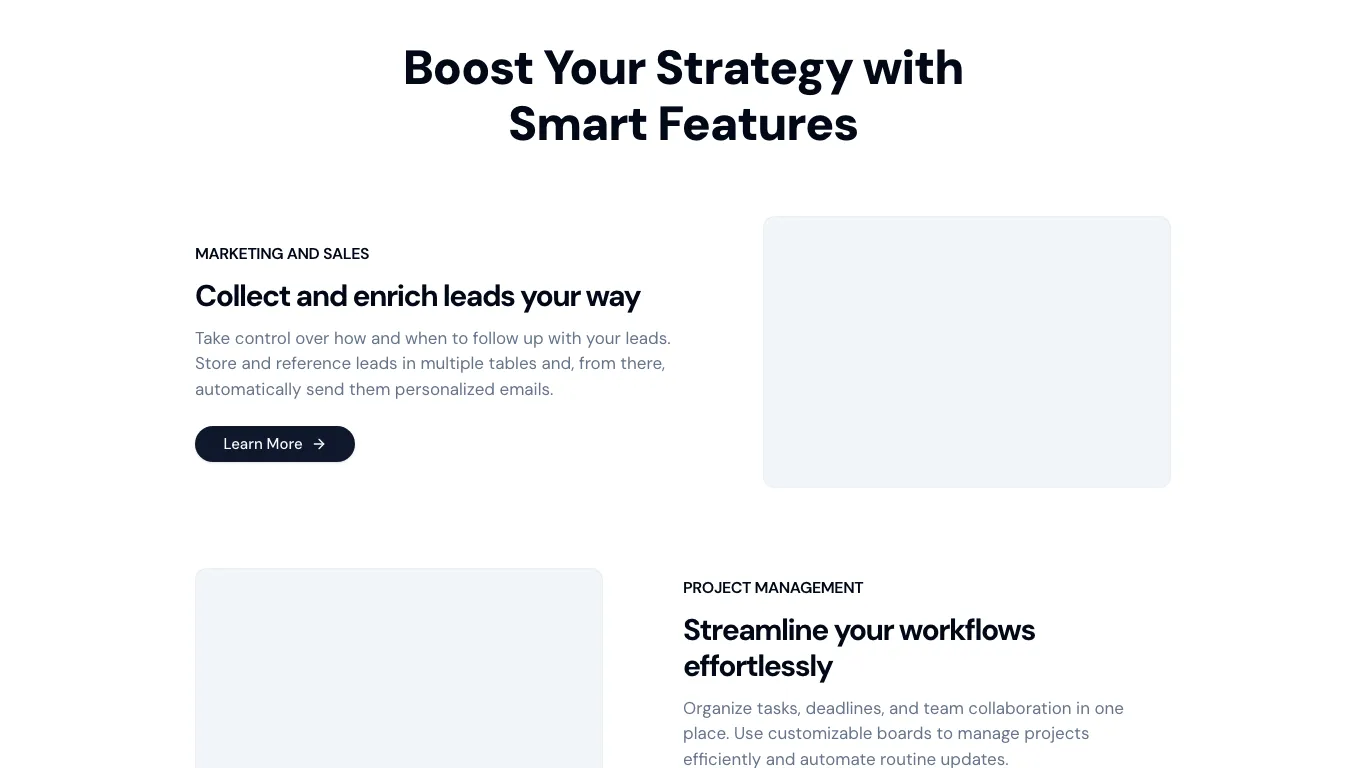 Boost Your Strategy with
Smart Features
MARKETING AND SALES
Collect and enrich leads your way
Take control over how and when to follow up with your leads.
Store and reference leads in multiple tables and, from there,
automatically send them personalized emails.
Learn More
PROJECT MANAGEMENT
Streamline your workflows
effortlessly
Organize tasks, deadlines, and team collaboration in one
place. Use customizable boards to manage projects
efficiently and automate routine updates.